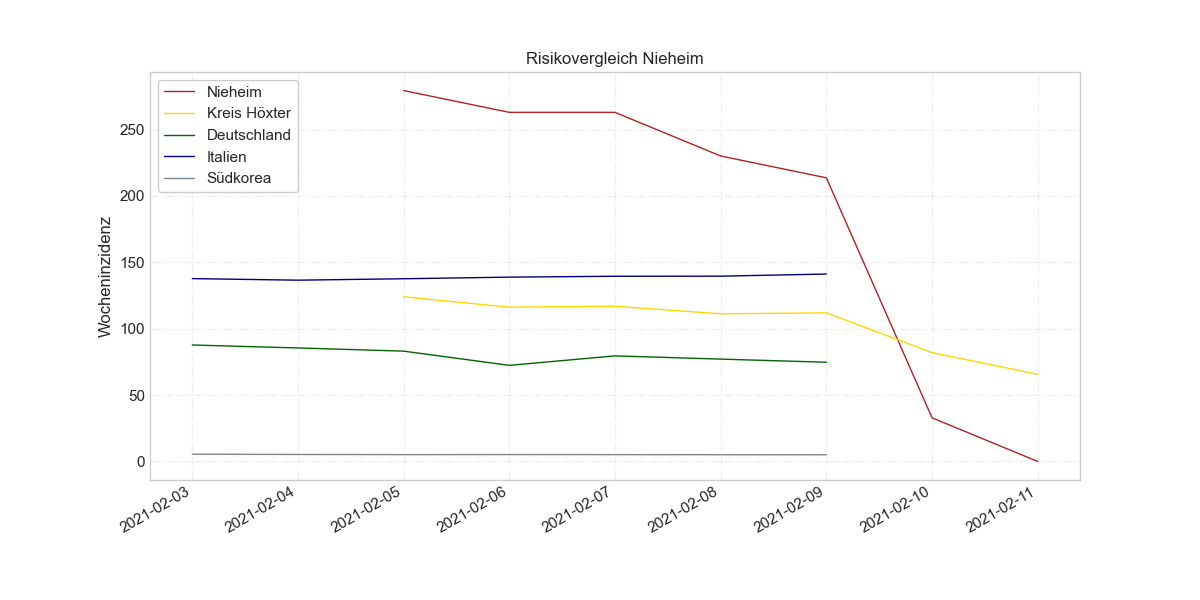 Risikovergleich Nieheim
Nieheim
Kreis Höxter
Deutschland
Italien
Südkorea
Wocheninzidenz
250
200
150
100
50
0
2021-02-03
2021-02-04
2021-02-05
2021-02-06
2021-02-07
2021-02-08
2021-02-09
2021-02-10
2021-02-11